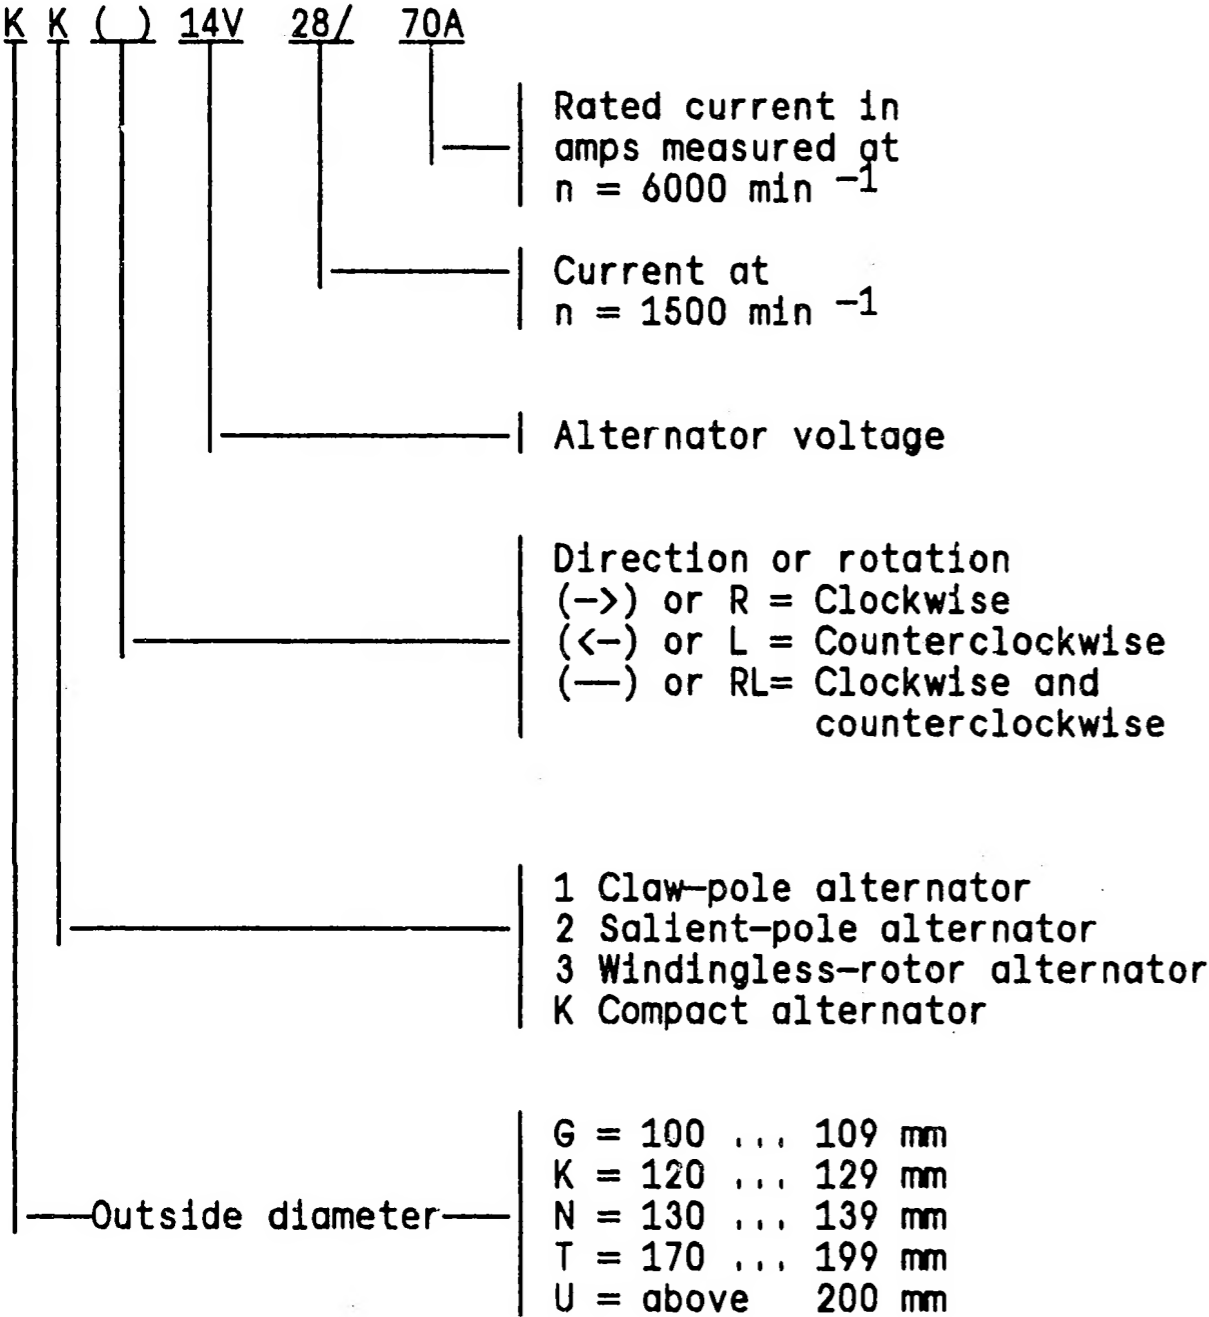 K K ( ) 14V 28/ 70A
Rated current in
amps measured at
n = 6000 min -1
Current at
n = 1500 min -1
Alternator voltage
Direction or rotation
(->) or R = Clockwise
(<-) or L = Counterclockwise
(—) or RL= Clockwise and
counterclockwise
1 Claw-pole alternator
2 Salient-pole alternator
3 Windingless-rotor alternator
K Compact alternator
Outside diameter
G = 100 ... 109 mm
K = 120 ... 129 mm
N = 130 ... 139 mm
T = 170 ... 199 mm
U = above 200 mm